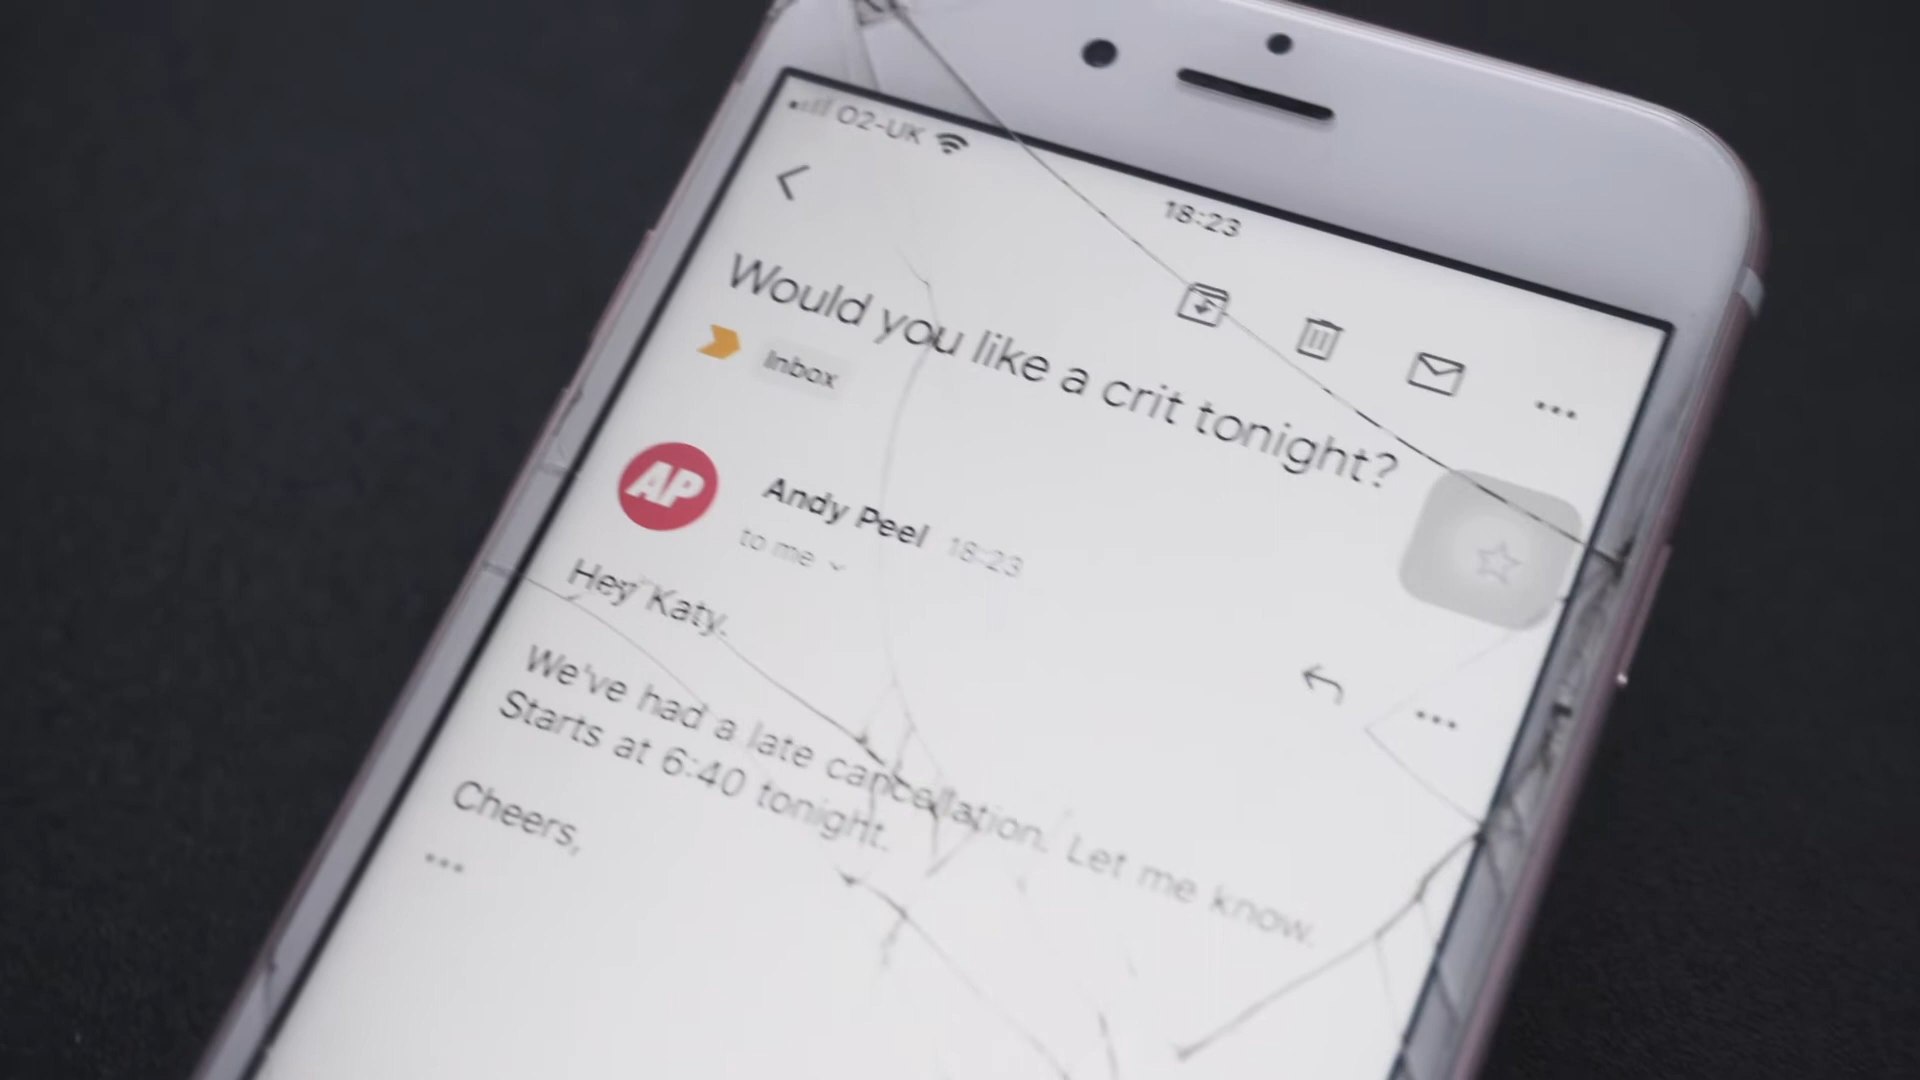 O2-UK
18:23
Would you like a crit tonight?
Inbox
AP
Andy Peel 18:23
to me
Hey Katy.
We've had a late cancellation. Let me know.
Starts at 6:40 tonight.
Cheers,